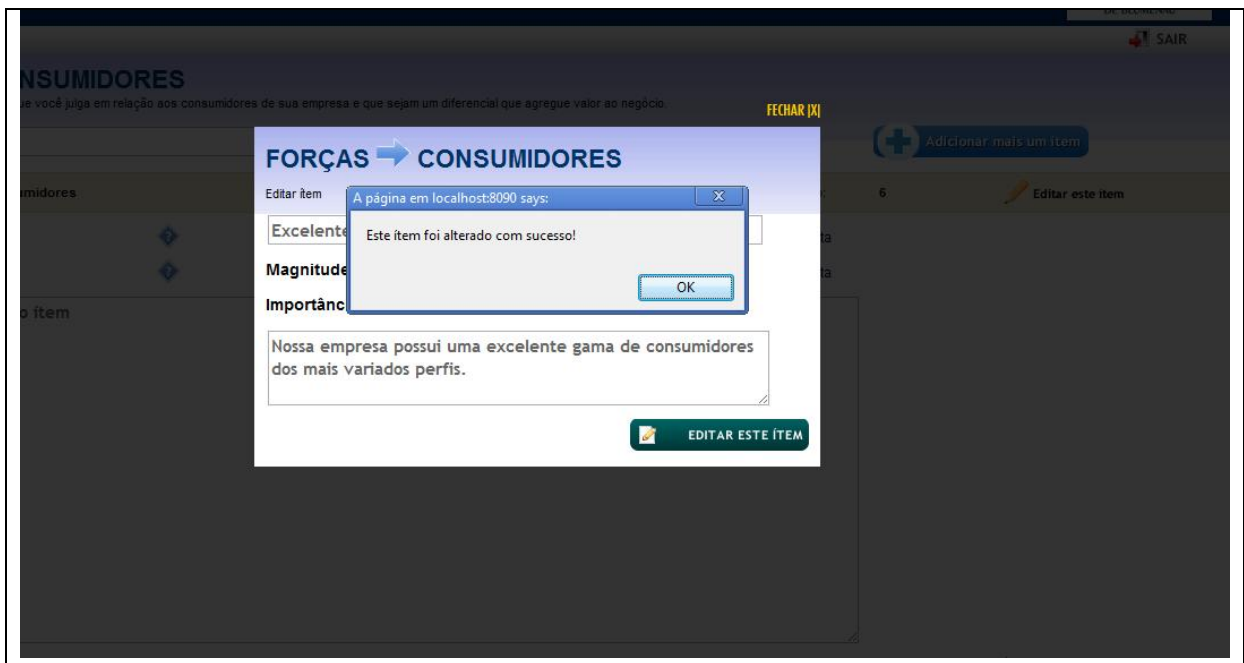 SAIR
NSUMIDORES
ue você julga em relação aos consumidores de sua empresa e que sejam um diferencial que agregue valor ao negócio.
FECHAR |X|
Adicionar mais um ítem
FORÇAS CONSUMIDORES
umidores
Editar ítem
A página em localhost:8090 says:
6
Editar este ítem
Excelente
Este ítem foi alterado com sucesso!
ta
Magnitude
OK
ta
Importânc
o ítem
Nossa empresa possui uma excelente gama de consumidores
dos mais variados perfis.
EDITAR ESTE ÍTEM